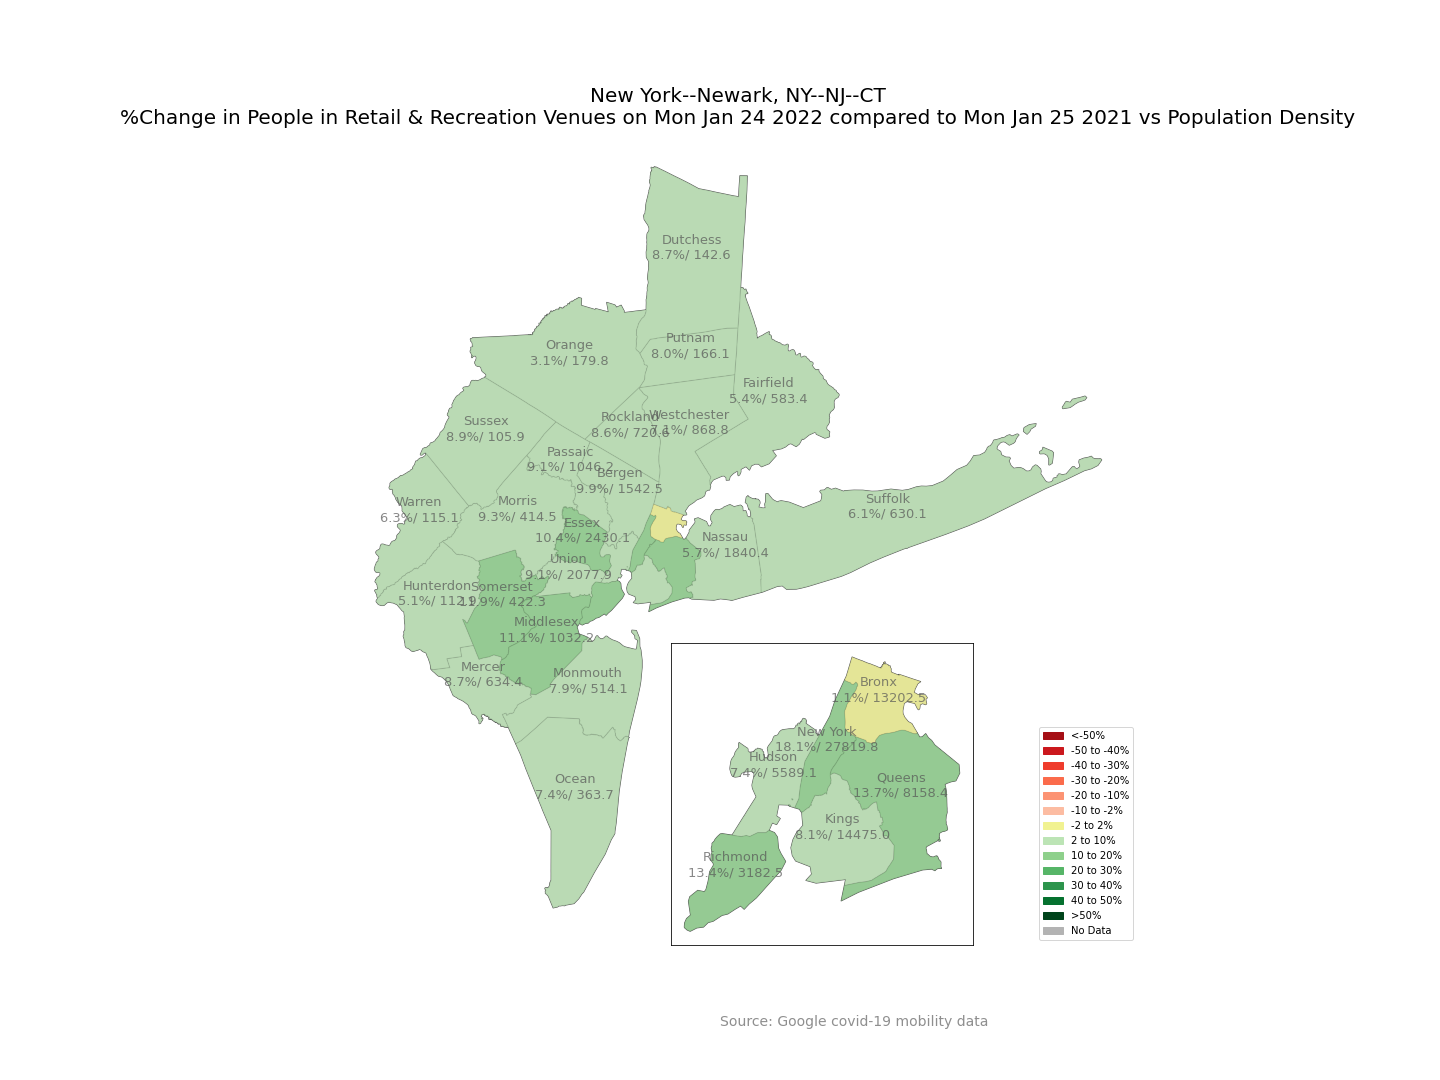 New York--Newark, NY--NJ--CT
%Change in People in Retail & Recreation Venues on Mon Jan 24 2022 compared to Mon Jan 25 2021 vs Population Density
Dutchess
8.7%/ 142.6
Putnam
8.0%/ 166.1
Orange
3.1%/ 179.8
Fairfield
5.4%/ 583.4
Rockland
8.6%/ 720.6
Westchester
7.1%/ 868.8
Sussex
8.9%/ 105.9
Passaic
9.1%/ 1046.2
Bergen
9.9%/ 1542.5
Warren
6.3%/ 115.1
Morris
9.3%/ 414.5
Essex
10.4%/ 2430.1
Suffolk
6.1%/ 630.1
Nassau
5.7%/ 1840.4
Union
9.1%/ 2077.9
Hunterdon
5.1%/
Somerset
422.3
Middlesex
11.1%/ 1032.2
Mercer
8.7%/ 634.4
Monmouth
7.9%/ 514.1
Ocean
7.4%/ 363.7
Bronx
1.1%/ 13202.5
New York
18.1%/ 27819.8
Hudson
7.4%/ 5589.1
Queens
13.7%/ 8158.4
Kings
8.1%/ 14475.0
Richmond
13.4%/ 3182.5
<-50%
-50 to -40%
-40 to -30%
-30 to -20%
-20 to -10%
-10 to -2%
-2 to 2%
2 to 10%
10 to 20%
20 to 30%
30 to 40%
40 to 50%
>50%
No Data
Source: Google covid-19 mobility data